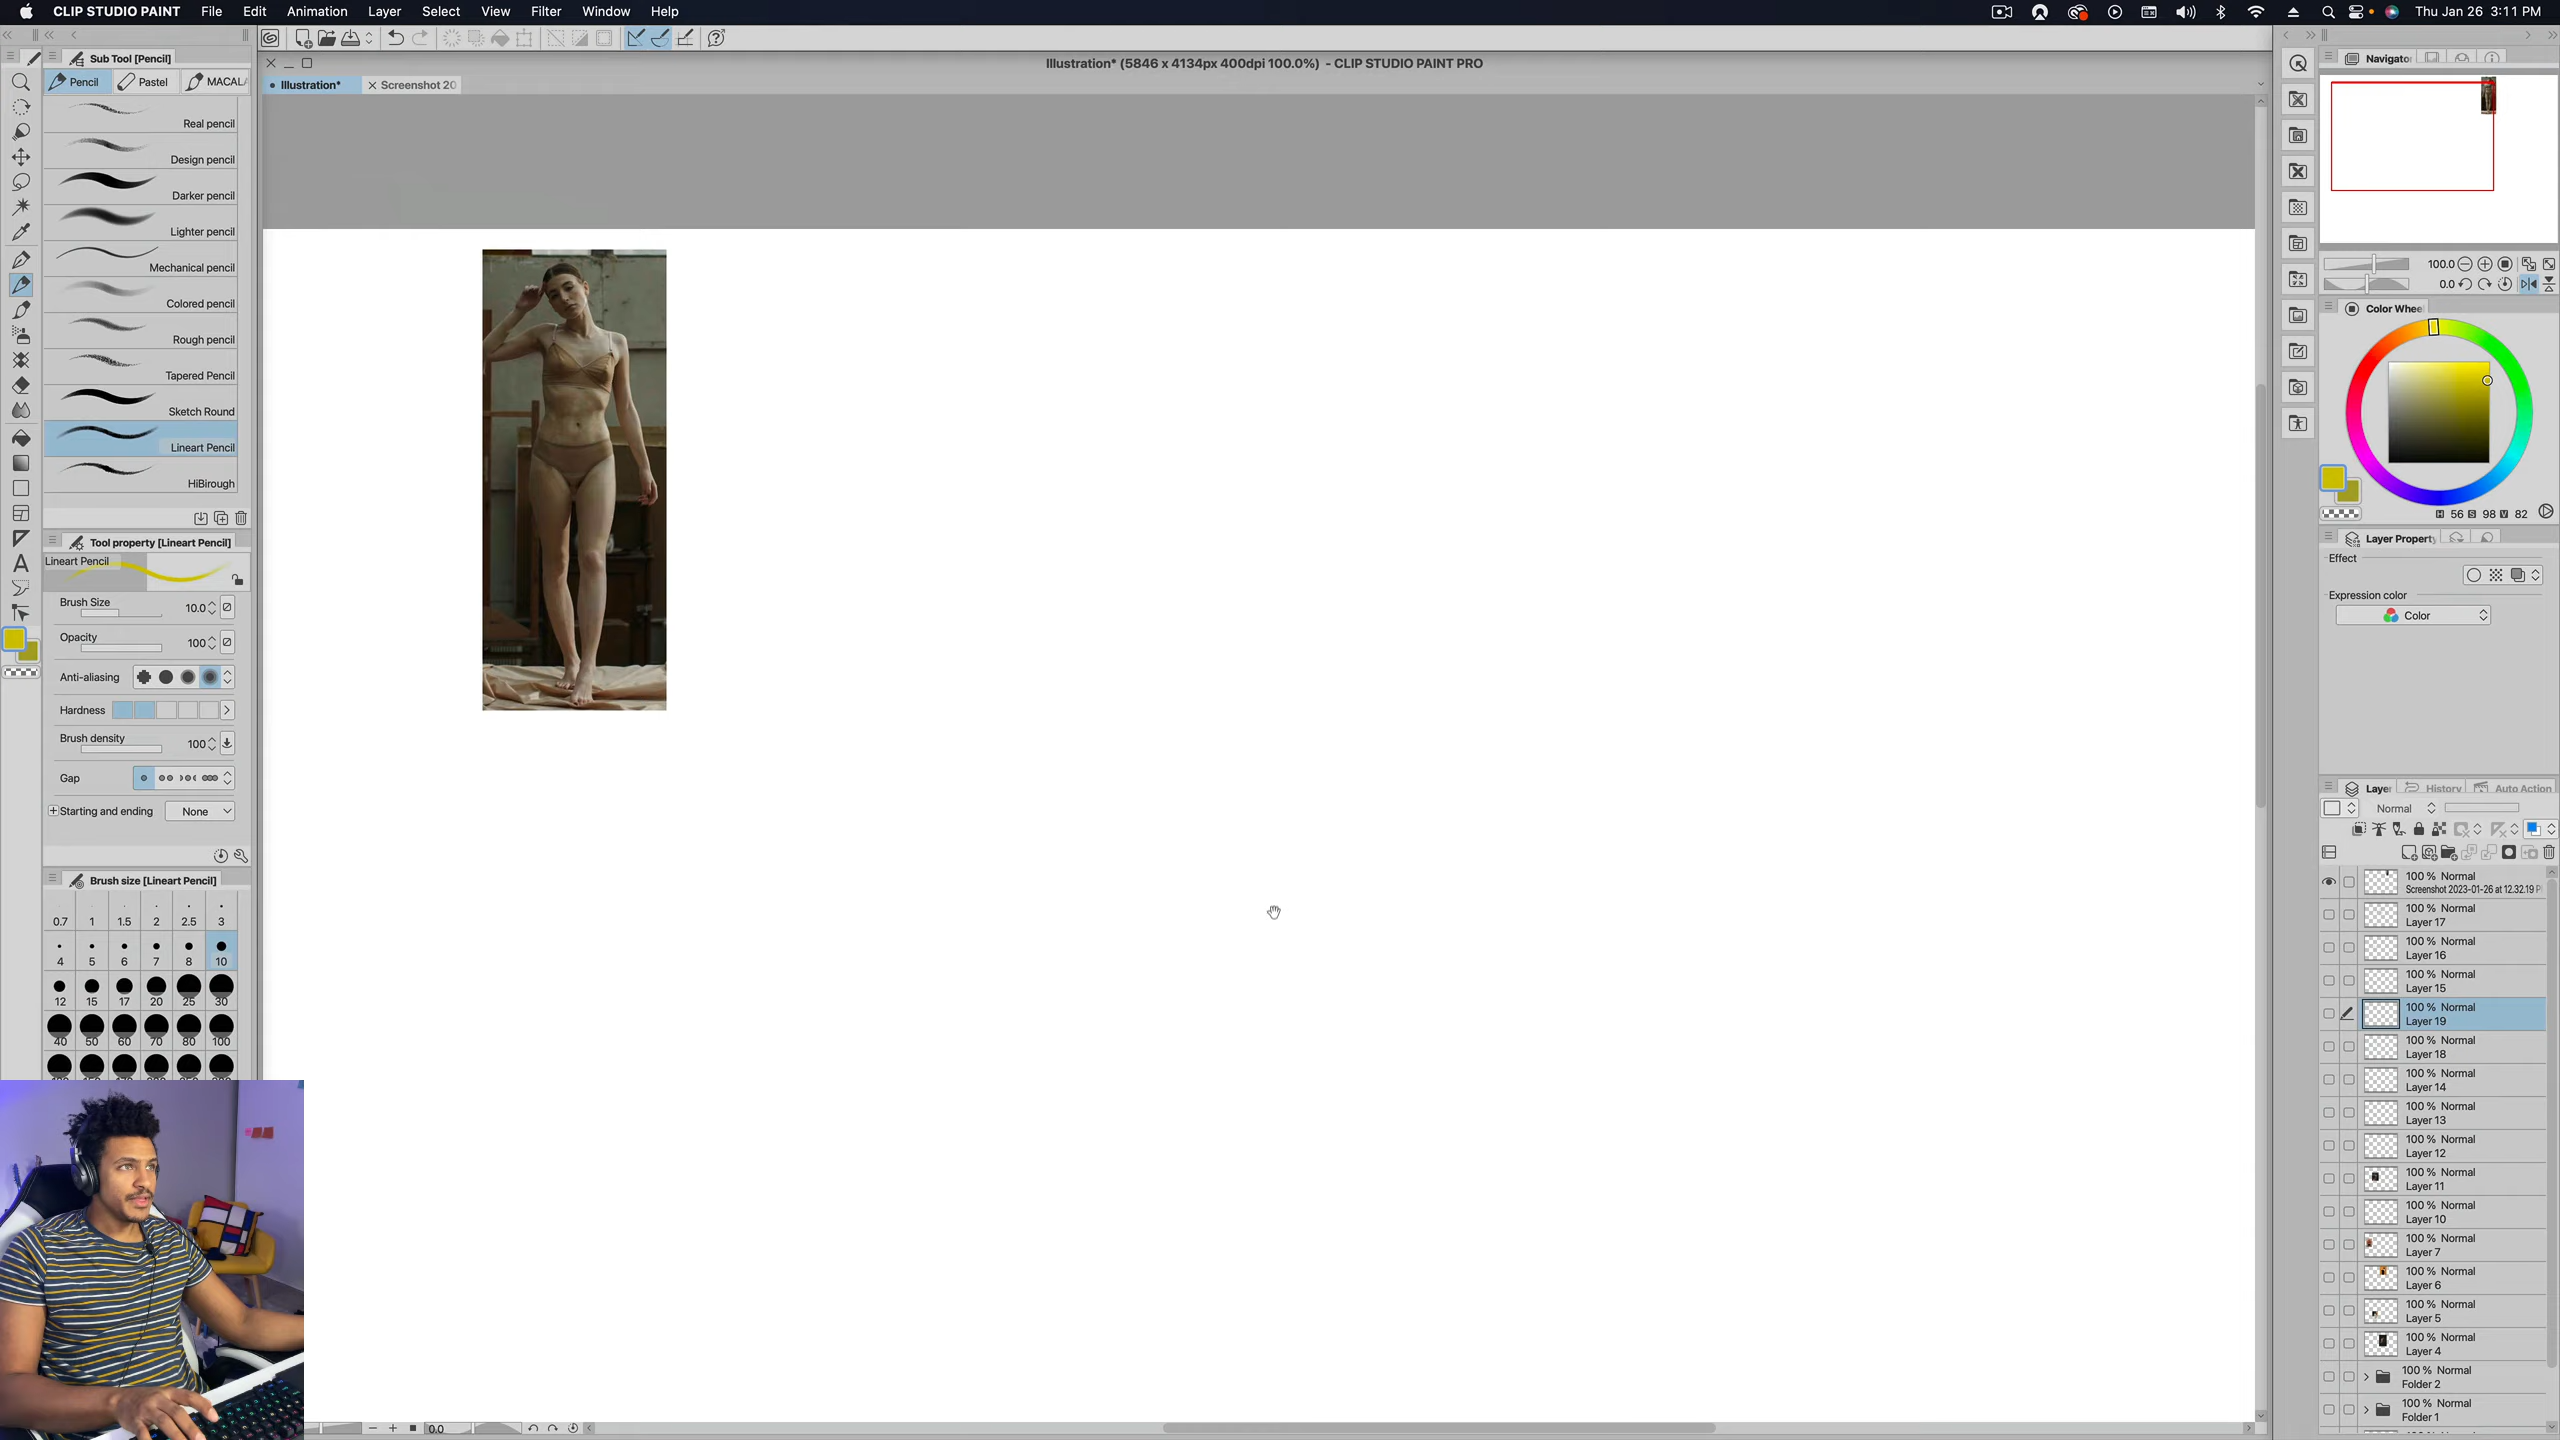 CLIP STUDIO PAINT File Edit Animation Layer Select View Filter Window Help
Thu Jan 26 3:11 PM
Illustration* (5846 x 4134px 400dpi 100.0%) - CLIP STUDIO PAINT PRO
Illustration*
Screenshot 20
Sub Tool [Pencil]
Pencil
Pastel
MACALA
Real pencil
Design pencil
Darker pencil
Lighter pencil
Mechanical pencil
Colored pencil
Rough pencil
Tapered Pencil
Sketch Round
Lineart Pencil
HiBirough
Tool property [Lineart Pencil]
Lineart Pencil
Brush Size 10.0
Opacity 100
Anti-aliasing
Hardness
Brush density 100
Gap
Starting and ending None
Brush size [Lineart Pencil]
0.7 1 1.5 2 2.5 3
4 5 6 7 8 10
12 15 17 20 25 30
40 50 60 70 80 100
0.0
Navigato
100.0
0.0
Color Whee
H 56 S 98 V 82
Layer Property
Effect
Expression color
Color
Layer History Auto Action
Normal
100 % Normal
Screenshot 2023-01-26 at 12.32.19 P
100 % Normal
Layer 17
100 % Normal
Layer 16
100 % Normal
Layer 15
100 % Normal
Layer 19
100 % Normal
Layer 18
100 % Normal
Layer 14
100 % Normal
Layer 13
100 % Normal
Layer 12
100 % Normal
Layer 11
100 % Normal
Layer 10
100 % Normal
Layer 7
100 % Normal
Layer 6
100 % Normal
Layer 5
100 % Normal
Layer 4
100 % Normal
Folder 2
100 % Normal
Folder 1